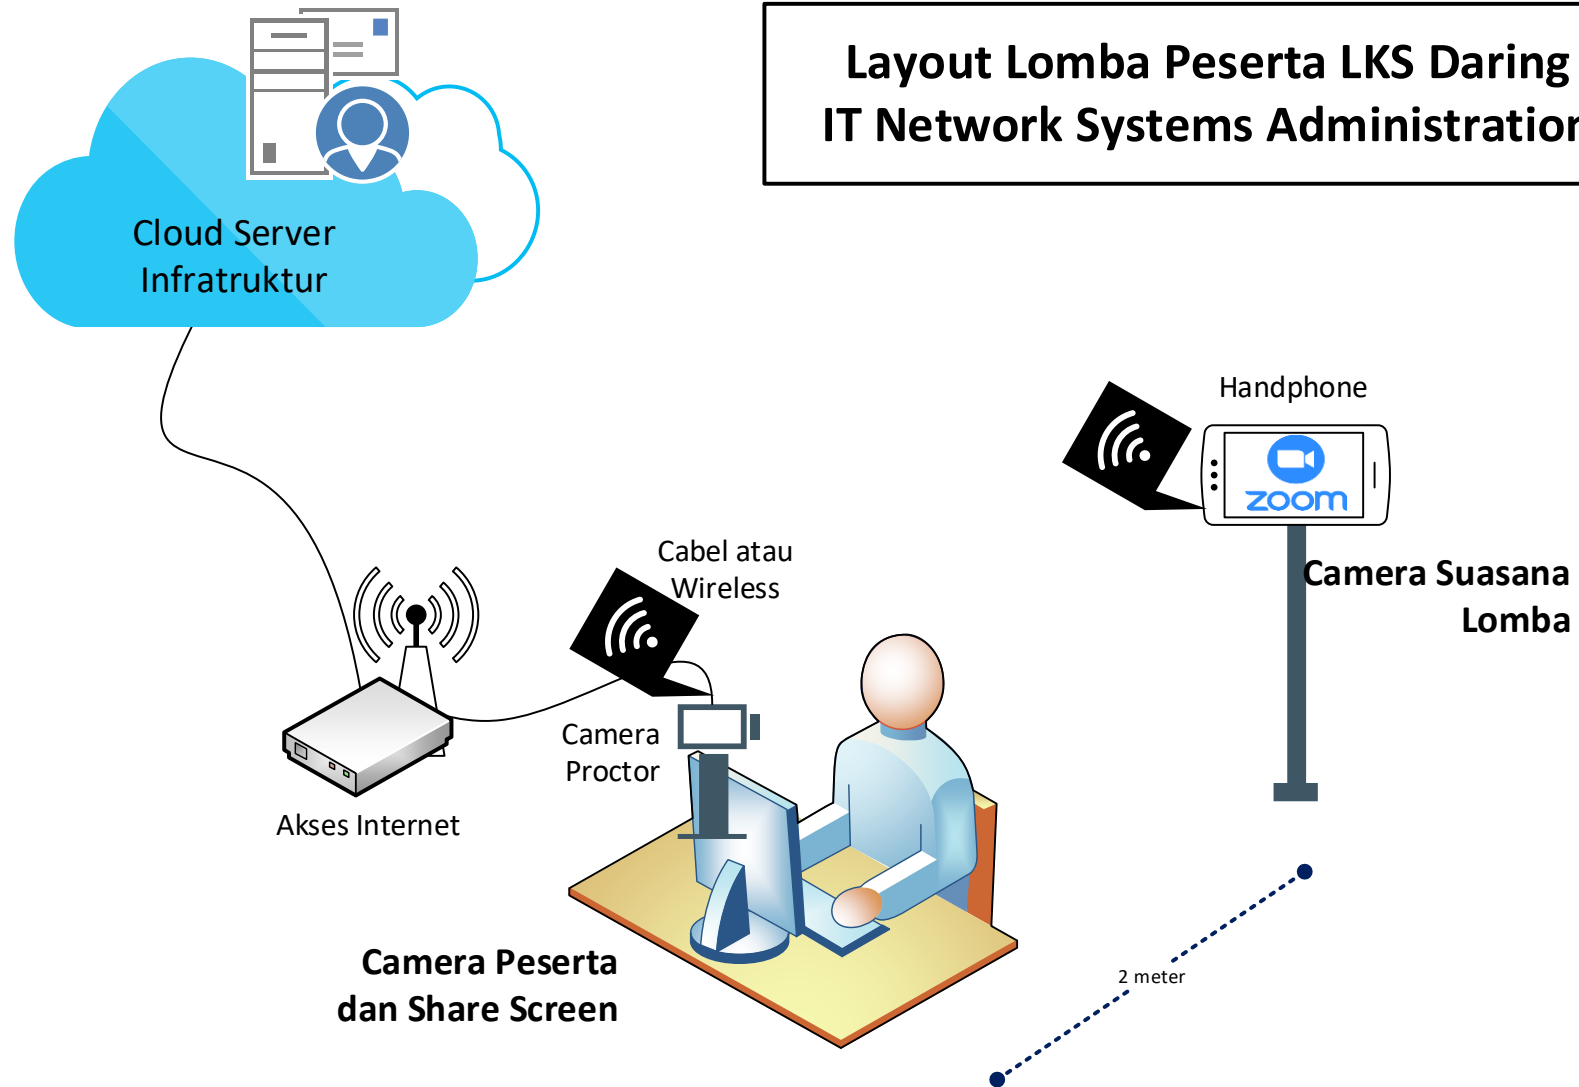 Layout Lomba Peserta LKS Daring
IT Network Systems Administration
Cloud Server
Infratruktur
Handphone
zoom
Camera Suasana
Lomba
Cabel atau
Wireless
Camera
Proctor
Akses Internet
Camera Peserta
dan Share Screen
2 meter